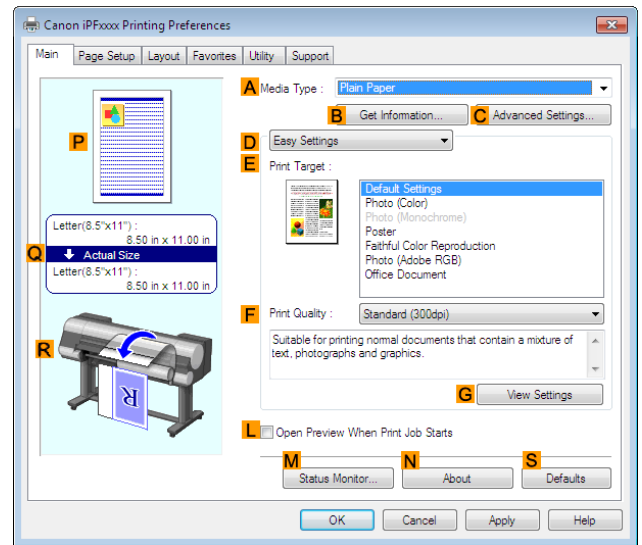 Canon iPFxxxx Printing Preferences
Main Page Setup Layout Favorites Utility Support
A Media Type : Plain Paper
B Get Information... C Advanced Settings...
D Easy Settings
E Print Target :
Default Settings
Photo (Color)
Photo (Monochrome)
Poster
Faithful Color Reproduction
Photo (Adobe RGB)
Office Document
F Print Quality : Standard (300dpi)
Suitable for printing normal documents that contain a mixture of
text, photographs and graphics.
G View Settings
P
Letter(8.5"x11") :
8.50 in x 11.00 in
Q Actual Size
Letter(8.5"x11") :
8.50 in x 11.00 in
R
R
L Open Preview When Print Job Starts
M Status Monitor... N About S Defaults
OK Cancel Apply Help